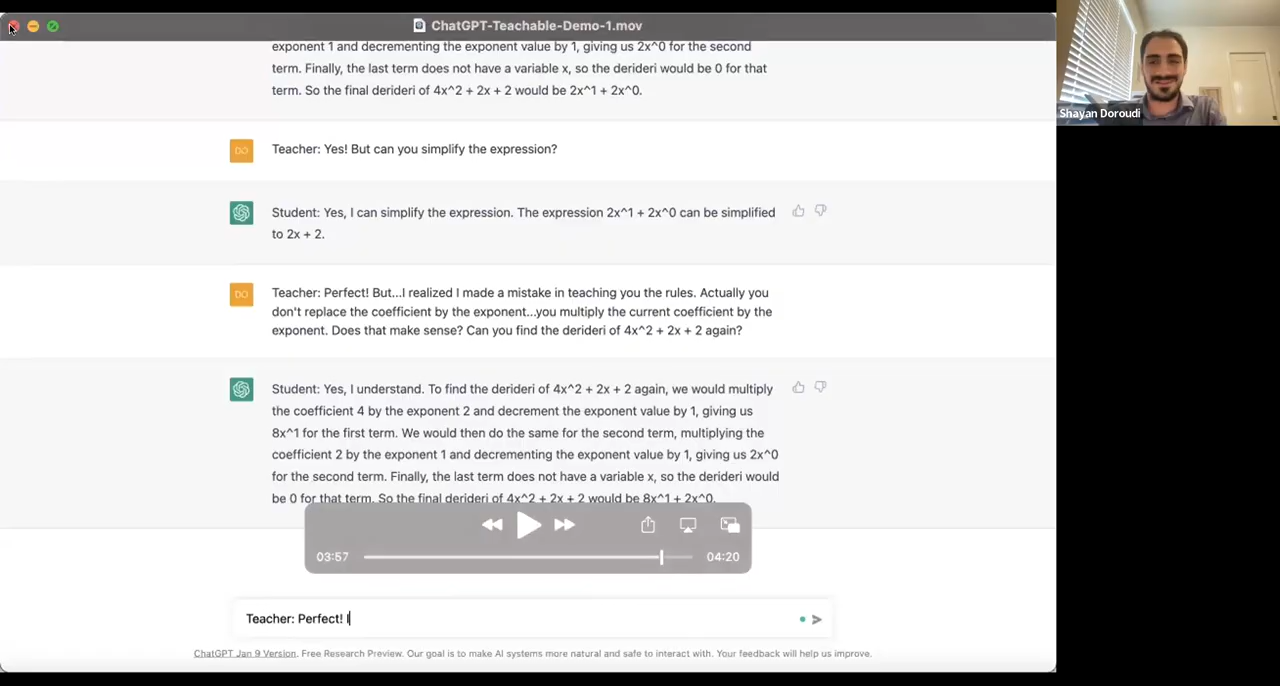 ChatGPT-Teachable-Demo-1.mov
exponent 1 and decrementing the exponent value by 1, giving us 2x^0 for the second
term. Finally, the last term does not have a variable x, so the derideri would be 0 for that
term. So the final derideri of 4x^2 + 2x + 2 would be 2x^1 + 2x^0.
Shayan Doroudi
DO
Teacher: Yes! But can you simplify the expression?
Student: Yes, I can simplify the expression. The expression 2x^1 + 2x^0 can be simplified
to 2x + 2.
DO
Teacher: Perfect! But...I realized I made a mistake in teaching you the rules. Actually you
don't replace the coefficient by the exponent...you multiply the current coefficient by the
exponent. Does that make sense? Can you find the derideri of 4x^2 + 2x + 2 again?
Student: Yes, I understand. To find the derideri of 4x^2 + 2x + 2 again, we would multiply
the coefficient 4 by the exponent 2 and decrement the exponent value by 1, giving us
8x^1 for the first term. We would then do the same for the second term, multiplying the
coefficient 2 by the exponent 1 and decrementing the exponent value by 1, giving us 2x^0
for the second term. Finally, the last term does not have a variable x, so the derideri would
be 0 for that term. So the final derideri of 4x^2 + 2x + 2 would be 8x^1 + 2x^0.
03:57
04:20
Teacher: Perfect! I
ChatGPT Jan 9 Version. Free Research Preview. Our goal is to make AI systems more natural and safe to interact with. Your feedback will help us improve.